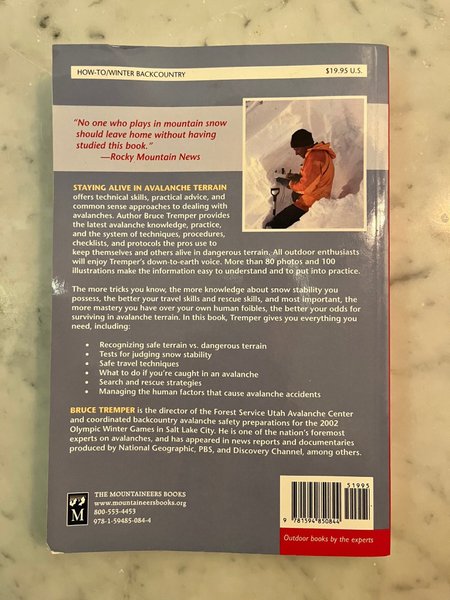 HOW-TO/WINTER BACKCOUNTRY
$19.95 U.S.
"No one who plays in mountain snow
should leave home without having
studied this book."
—Rocky Mountain News
STAYING ALIVE IN AVALANCHE TERRAIN
offers technical skills, practical advice, and
common sense approaches to dealing with
avalanches. Author Bruce Tremper provides
the latest avalanche knowledge, practice,
and the system of techniques, procedures,
checklists, and protocols the pros use to
keep themselves and others alive in dangerous terrain. All outdoor enthusiasts
will enjoy Tremper's down-to-earth voice. More than 80 photos and 100
illustrations make the information easy to understand and to put into practice.
The more tricks you know, the more knowledge about snow stability you
possess, the better your travel skills and rescue skills, and most important, the
more mastery you have over your own human foibles, the better your odds for
surviving in avalanche terrain. In this book, Tremper gives you everything you
need, including:
• Recognizing safe terrain vs. dangerous terrain
• Tests for judging snow stability
• Safe travel techniques
• What to do if you're caught in an avalanche
• Search and rescue strategies
• Managing the human factors that cause avalanche accidents
BRUCE TREMPER is the director of the Forest Service Utah Avalanche Center
and coordinated backcountry avalanche safety preparations for the 2002
Olympic Winter Games in Salt Lake City. He is one of the nation's foremost
experts on avalanches, and has appeared in news reports and documentaries
produced by National Geographic, PBS, and Discovery Channel, among others.
M
THE MOUNTAINEERS BOOKS
www.mountaineersbooks.org
800-553-4453
978-1-59485-084-4
51995
9 781594 850844
Outdoor books by the experts